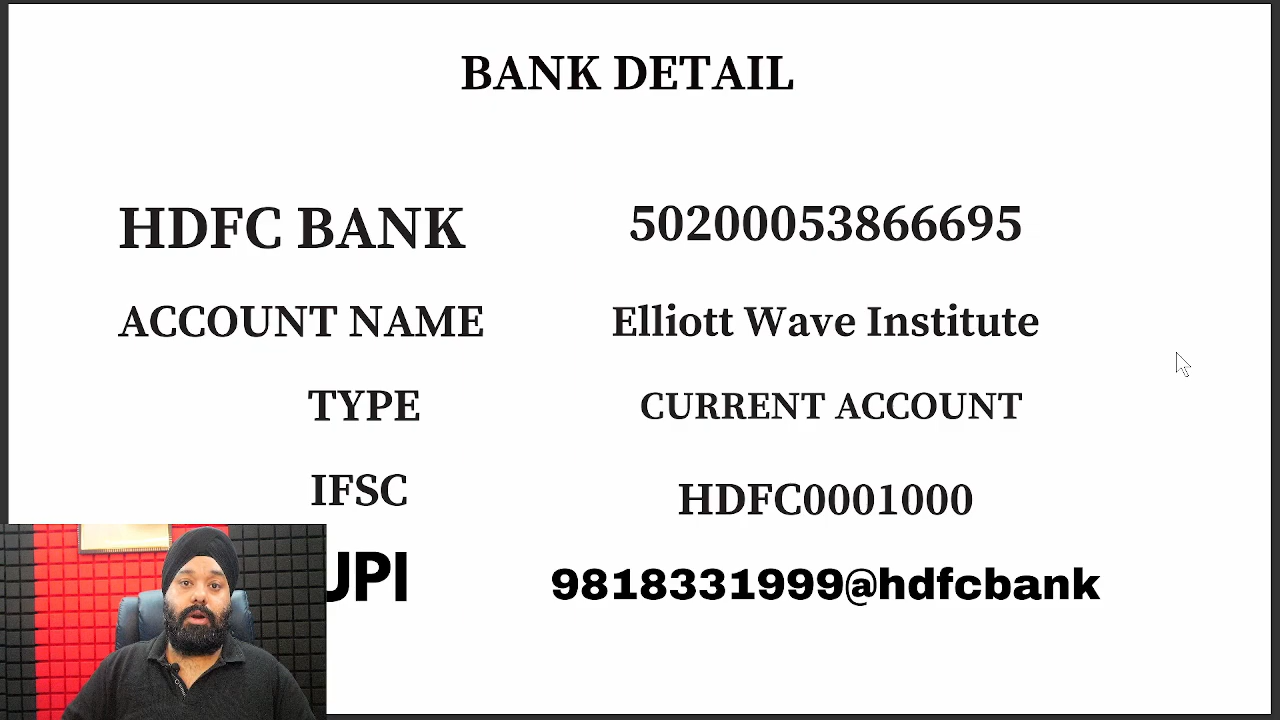 BANK DETAIL
HDFC BANK 50200053866695
ACCOUNT NAME Elliott Wave Institute
TYPE CURRENT ACCOUNT
IFSC HDFC0001000
UPI 9818331999@hdfcbank